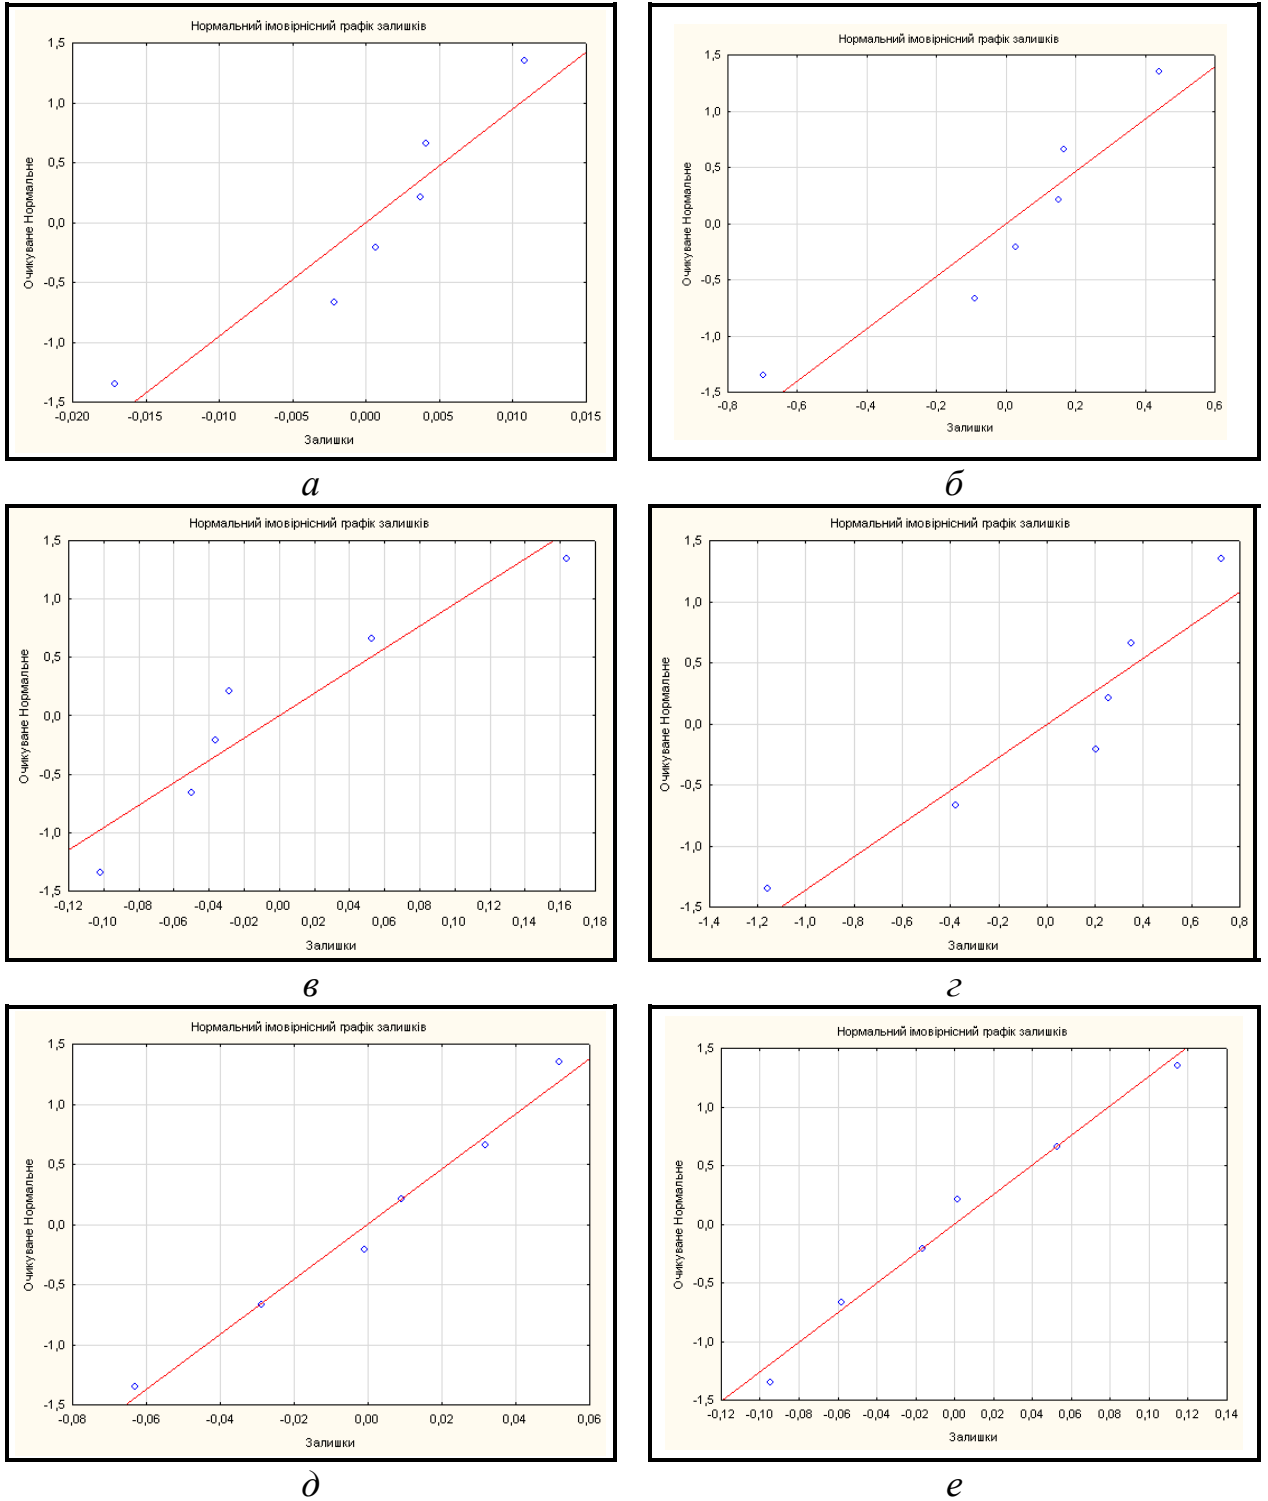 Нормальний імовірнісний графік залишків
1,5
1,0
0,5
0,0
-0,5
-1,0
-1,5
Очикуване Нормальне
-0,020 -0,015 -0,010 -0,005 0,000 0,005 0,010 0,015
Залишки
а
Нормальний імовірнісний графік залишків
1,5
1,0
0,5
0,0
-0,5
-1,0
-1,5
Очикуване Нормальне
-0,8 -0,6 -0,4 -0,2 0,0 0,2 0,4 0,6
Залишки
б
Нормальний імовірнісний графік залишків
1,5
1,0
0,5
0,0
-0,5
-1,0
-1,5
Очикуване Нормальне
-0,12 -0,08 -0,04 0,00 0,04 0,08 0,12 0,16
-0,10 -0,06 -0,02 0,02 0,06 0,10 0,14 0,18
Залишки
в
Нормальний імовірнісний графік залишків
1,5
1,0
0,5
0,0
-0,5
-1,0
-1,5
Очикуване Нормальне
-1,4 -1,2 -1,0 -0,8 -0,6 -0,4 -0,2 0,0 0,2 0,4 0,6 0,8
Залишки
г
Нормальний імовірнісний графік залишків
1,5
1,0
0,5
0,0
-0,5
-1,0
-1,5
Очикуване Нормальне
-0,08 -0,06 -0,04 -0,02 0,00 0,02 0,04 0,06
Залишки
д
Нормальний імовірнісний графік залишків
1,5
1,0
0,5
0,0
-0,5
-1,0
-1,5
Очикуване Нормальне
-0,12 -0,10 -0,08 -0,06 -0,04 -0,02 0,00 0,02 0,04 0,06 0,08 0,10 0,12 0,14
Залишки
е